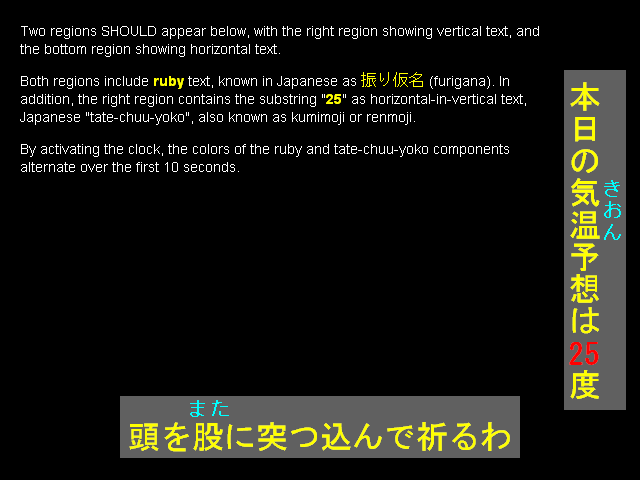 Two regions SHOULD appear below, with the right region showing vertical text, and
the bottom region showing horizontal text.
Both regions include ruby text, known in Japanese as 振り仮名 (furigana). In
addition, the right region contains the substring "25" as horizontal-in-vertical text,
Japanese "tate-chuu-yoko", also known as kumimoji or renmoji.
By activating the clock, the colors of the ruby and tate-chuu-yoko components
alternate over the first 10 seconds.
きおん
本日の気温予想は25度
また
頭を股に突つ込んで祈るわ